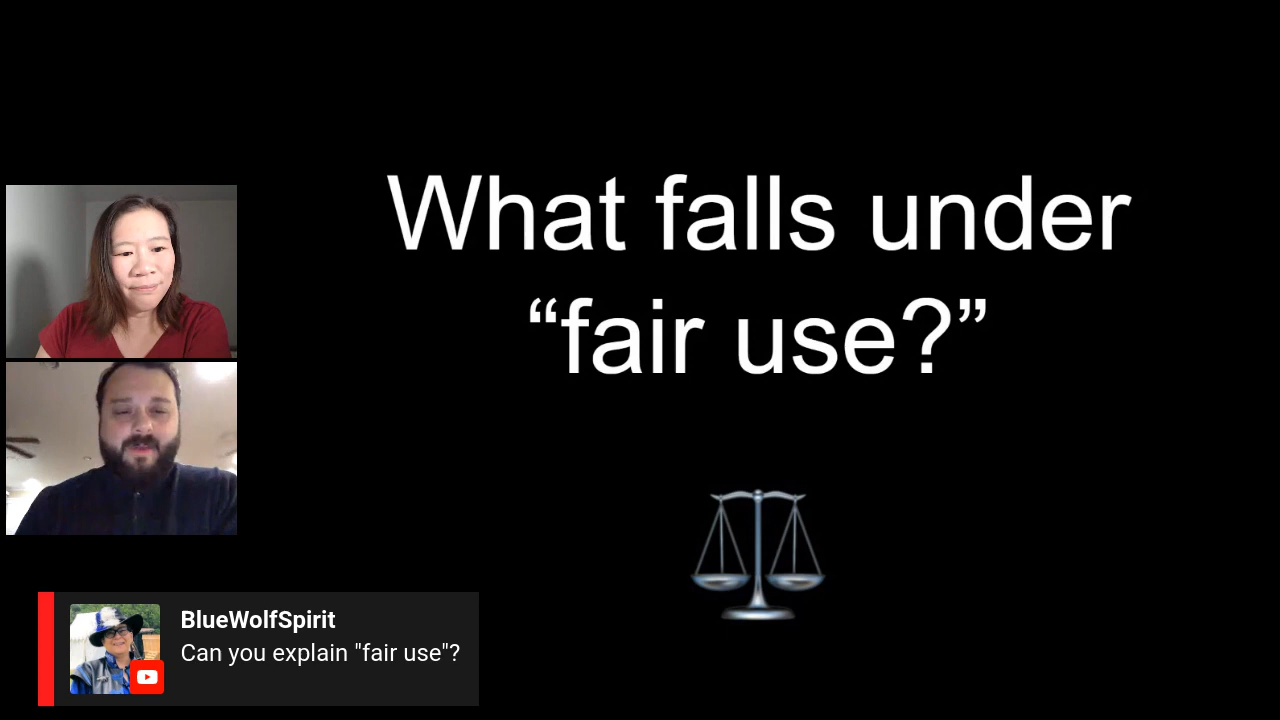 What falls under
“fair use?”
BlueWolfSpirit
Can you explain "fair use"?